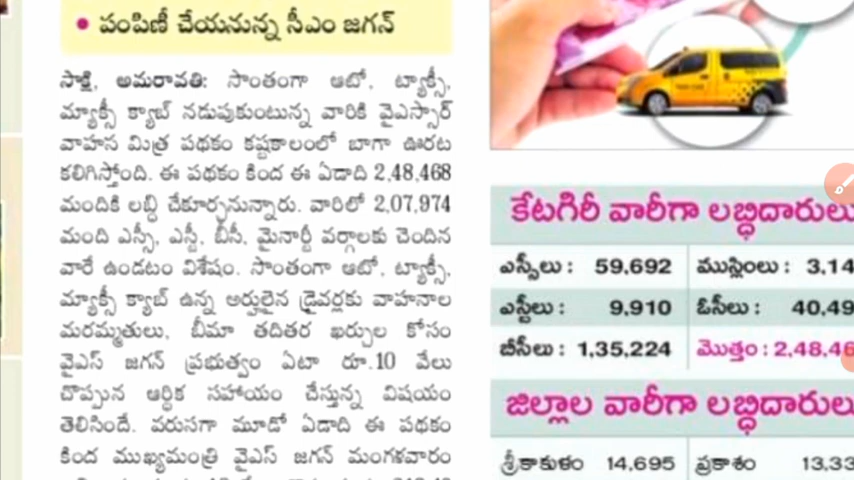 • పంపిణీ చేయనున్న సీఎం జగన్
సాక్షి, అమరావతి: సొంతంగా ఆటో, ట్యాక్సీ,
మ్యాక్సీ క్యాబ్ నడుపుకుంటున్న వారికి వైఎస్సార్
వాహన మిత్ర పథకం కష్టకాలంలో బాగా ఊరట
కలిగిస్తోంది. ఈ పథకం కింద ఈ ఏడాది 2,48,468
మందికి లబ్ధి చేకూర్చనున్నారు. వారిలో 2,07,974
మంది ఎస్సీ, ఎస్టీ, బీసీ, మైనార్టీ వర్గాలకు చెందిన
వారే ఉండటం విశేషం. సొంతంగా ఆటో, ట్యాక్సీ,
మ్యాక్సీ క్యాబ్ ఉన్న అర్హులైన డ్రైవర్లకు వాహనాల
మరమ్మతులు, బీమా తదితర ఖర్చుల కోసం
వైఎస్ జగన్ ప్రభుత్వం ఏటా రూ.10 వేలు
చొప్పున ఆర్థిక సహాయం చేస్తున్న విషయం
తెలిసిందే. వరుసగా మూడో ఏడాది ఈ పథకం
కింద ముఖ్యమంత్రి వైఎస్ జగన్ మంగళవారం
కేటగిరీ వారీగా లబ్ధిదారులు
ఎస్సీలు : 59,692 ముస్లింలు : 3,14
ఎస్టీలు : 9,910 ఓసీలు : 40,49
బీసీలు : 1,35,224 మొత్తం : 2,48,46
జిల్లాల వారీగా లబ్ధిదారులు
శ్రీకాకుళం 14,695 ప్రకాశం 13,33